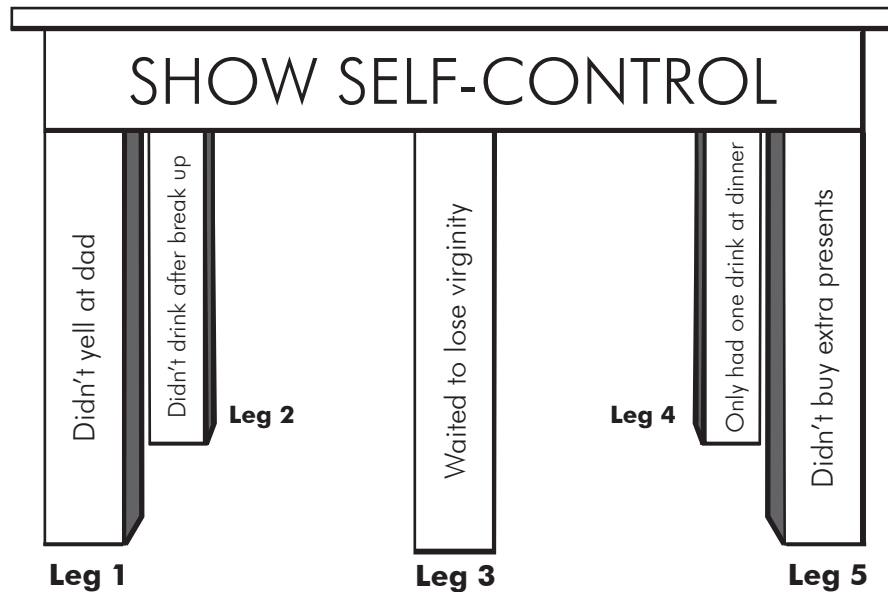 SHOW SELF-CONTROL
Didn't yell at dad
Didn't drink after break up
Waited to lose virginity
Only had one drink at dinner
Didn't buy extra presents
Leg 2
Leg 4
Leg 1
Leg 3
Leg 5